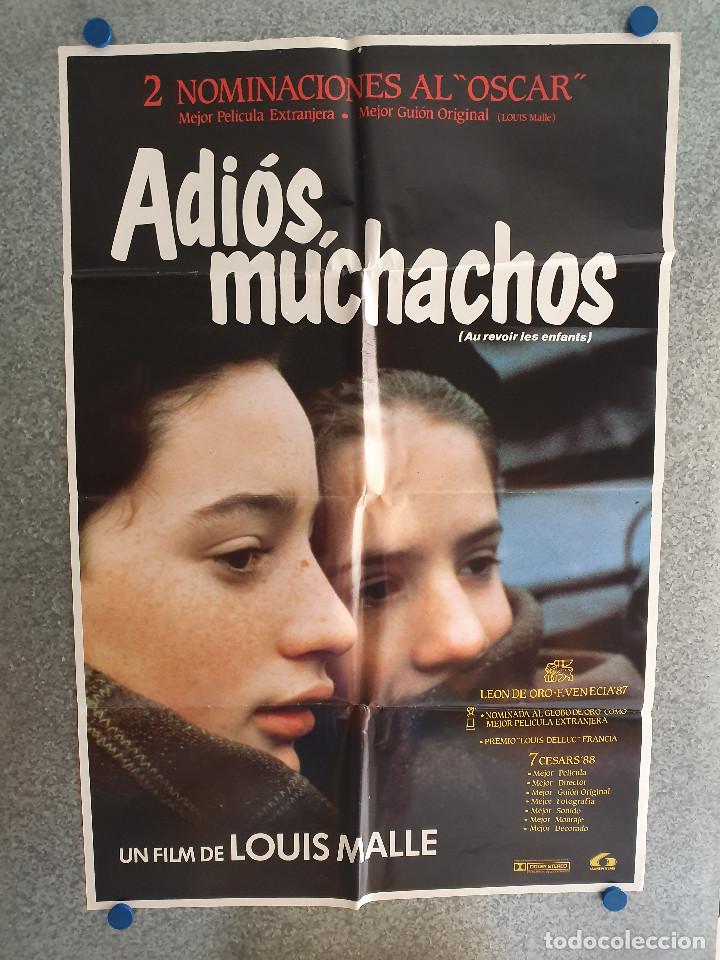 2 NOMINACIONES AL "OSCAR"
Mejor Película Extranjera • Mejor Guión Original (LOUIS Malle)
Adiós,
muchachos
(Au revoir les enfants)
LEON DE ORO-F.VENECIA'87
• NOMINADA AL GLOBO DE ORO COMO
MEJOR PELICULA EXTRANJERA
• PREMIO "LOUIS DELLUC" FRANCIA
7 CESARS'88
• Mejor Película
• Mejor Director
• Mejor Guión Original
• Mejor Fotografía
• Mejor Sonido
• Mejor Montaje
• Mejor Decorado
UN FILM DE LOUIS MALLE
DOLBY STEREO
todocoleccion